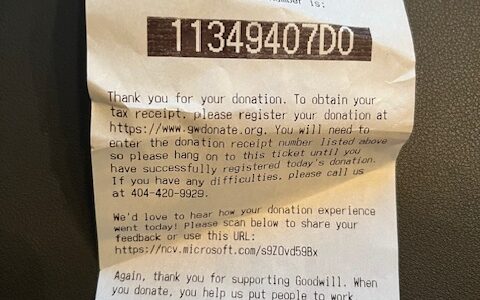 number is:
11349407D0
Thank you for your donation. To obtain your
tax receipt, please register your donation at
https://www.gwdonate.org. You will need to
enter the donation receipt number listed above
so please hang on to this ticket until you
have successfully registered today's donation.
If you have any difficulties, please call us
at 404-420-9929.
We'd love to hear how your donation experience
went today! Please scan below to share your
feedback or use this URL:
https://ncv.microsoft.com/s9ZOvd59Bx
Again, thank you for supporting Goodwill. When
you donate, you help us put people to work